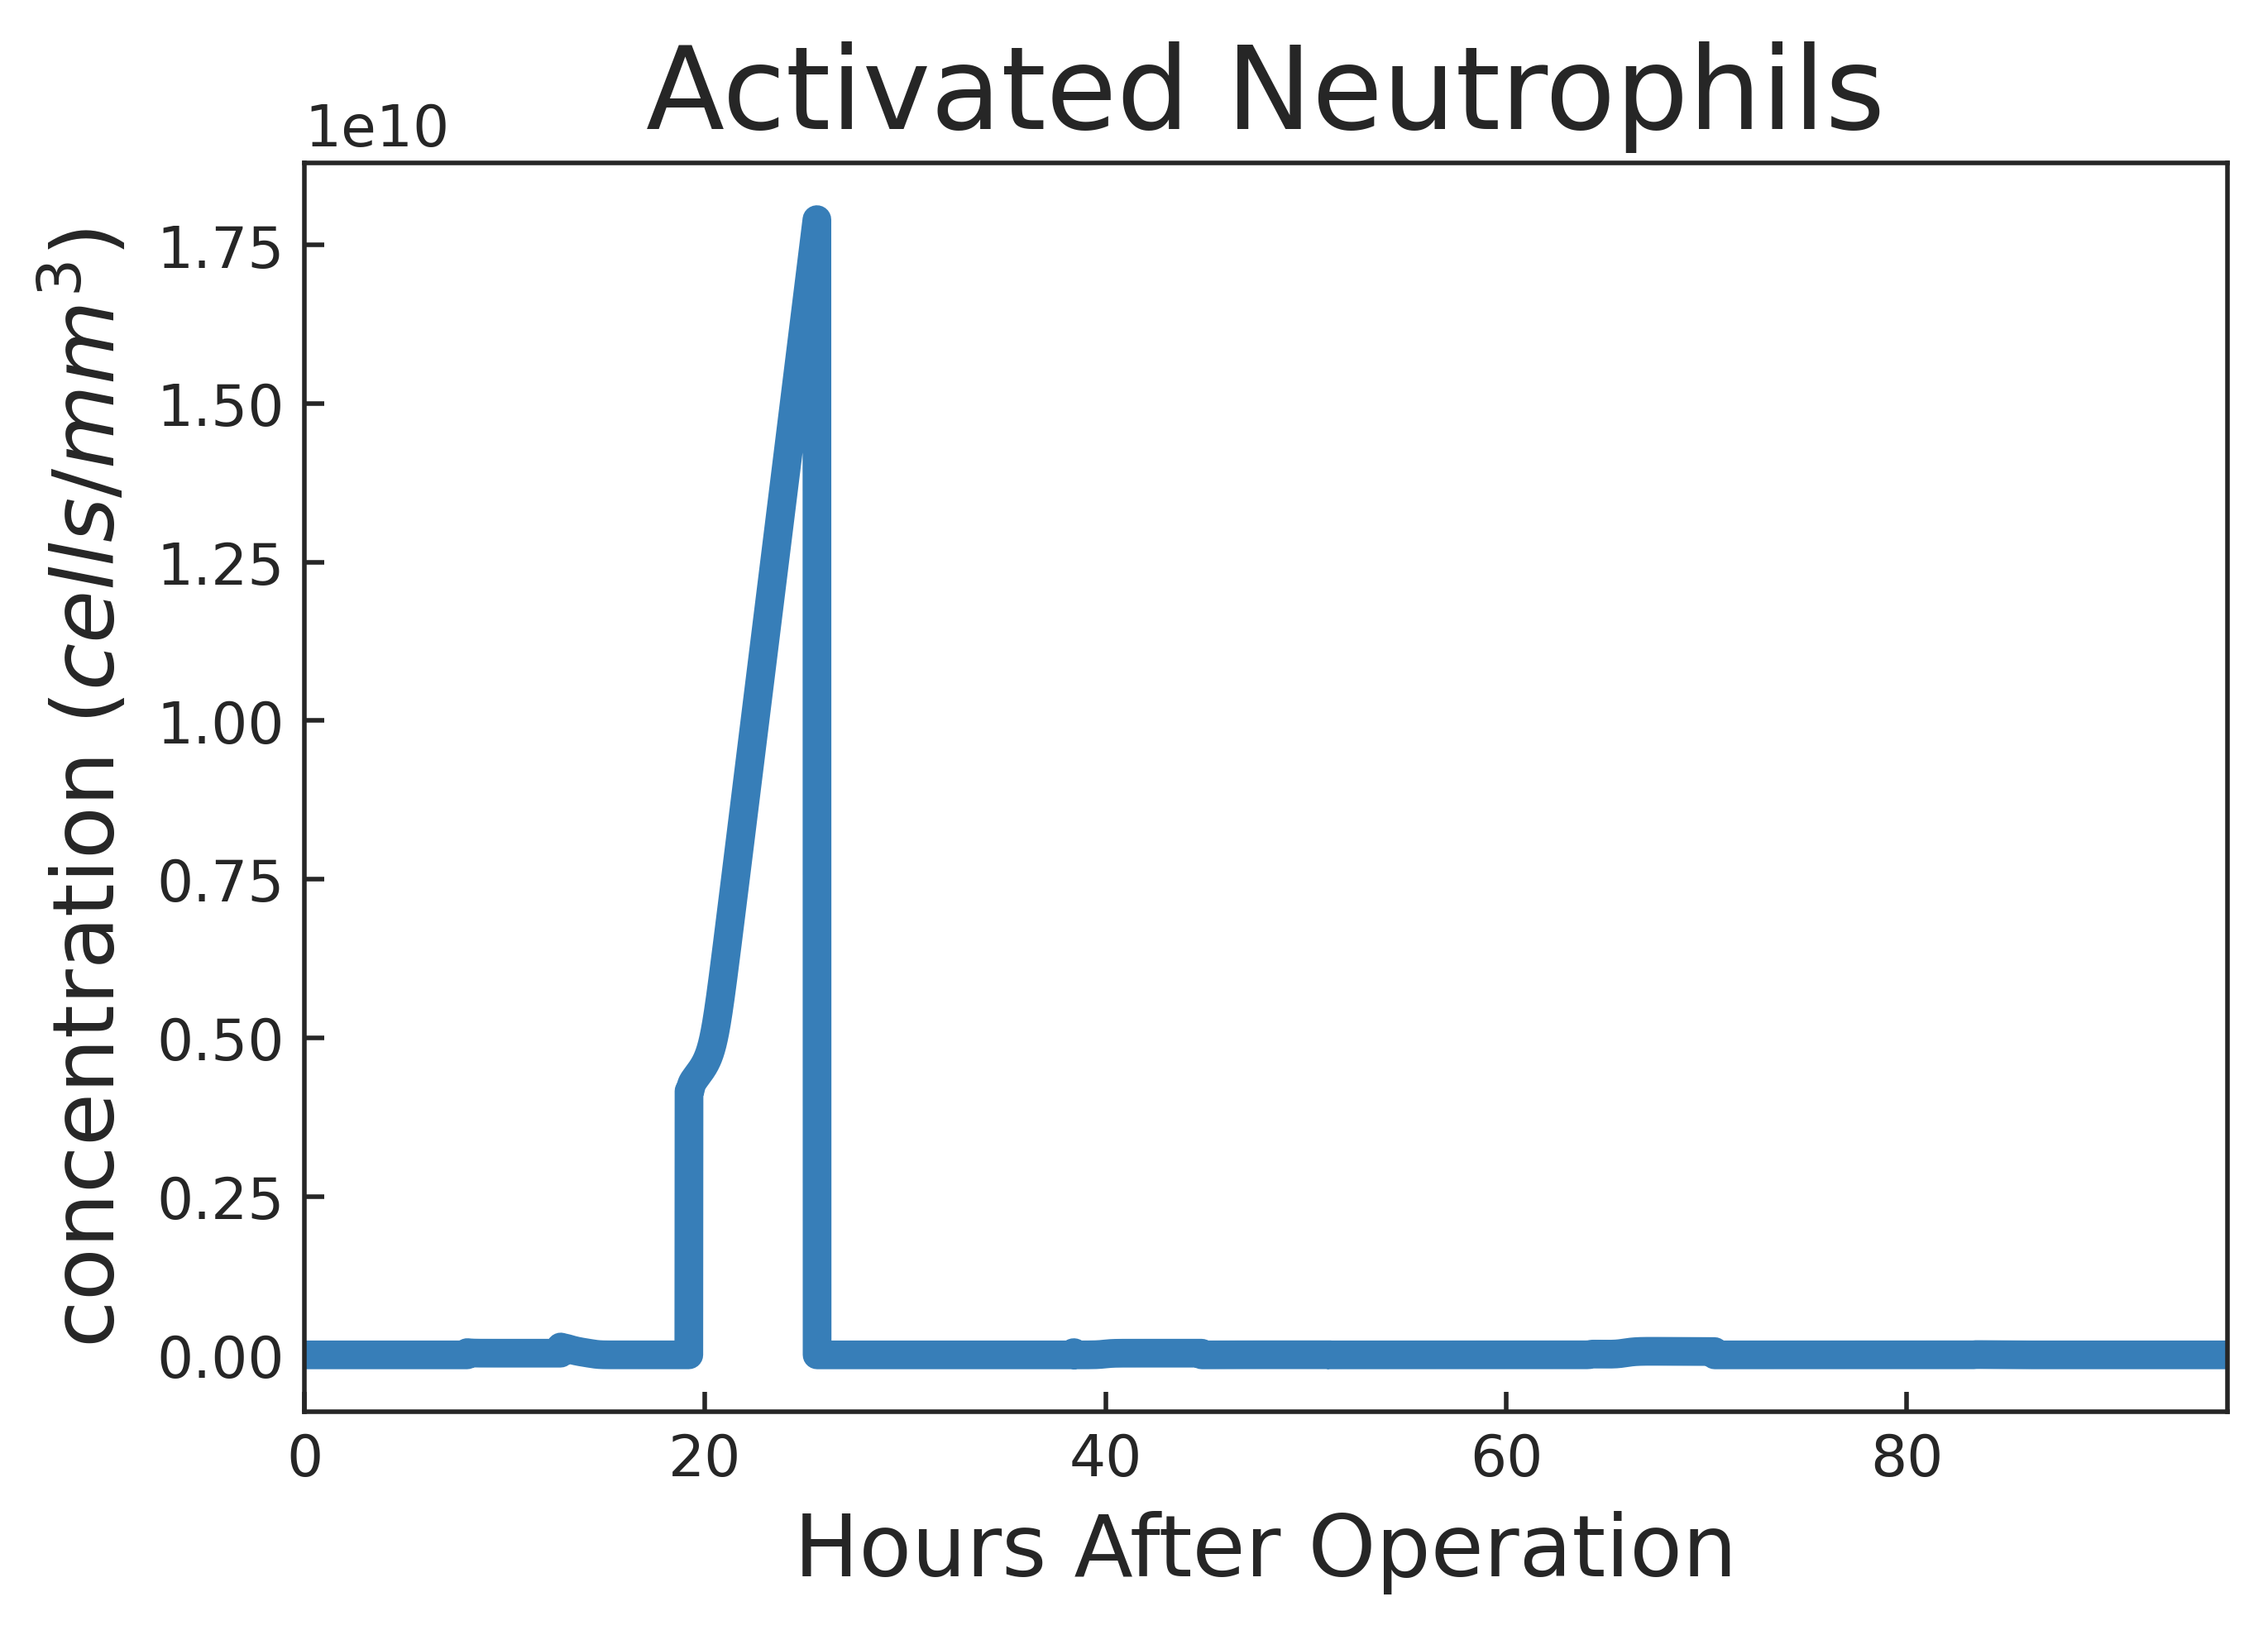 Activated Neutrophils
1e10
concentration (cells/mm³)
1.75
1.50
1.25
1.00
0.75
0.50
0.25
0.00
0 20 40 60 80
Hours After Operation